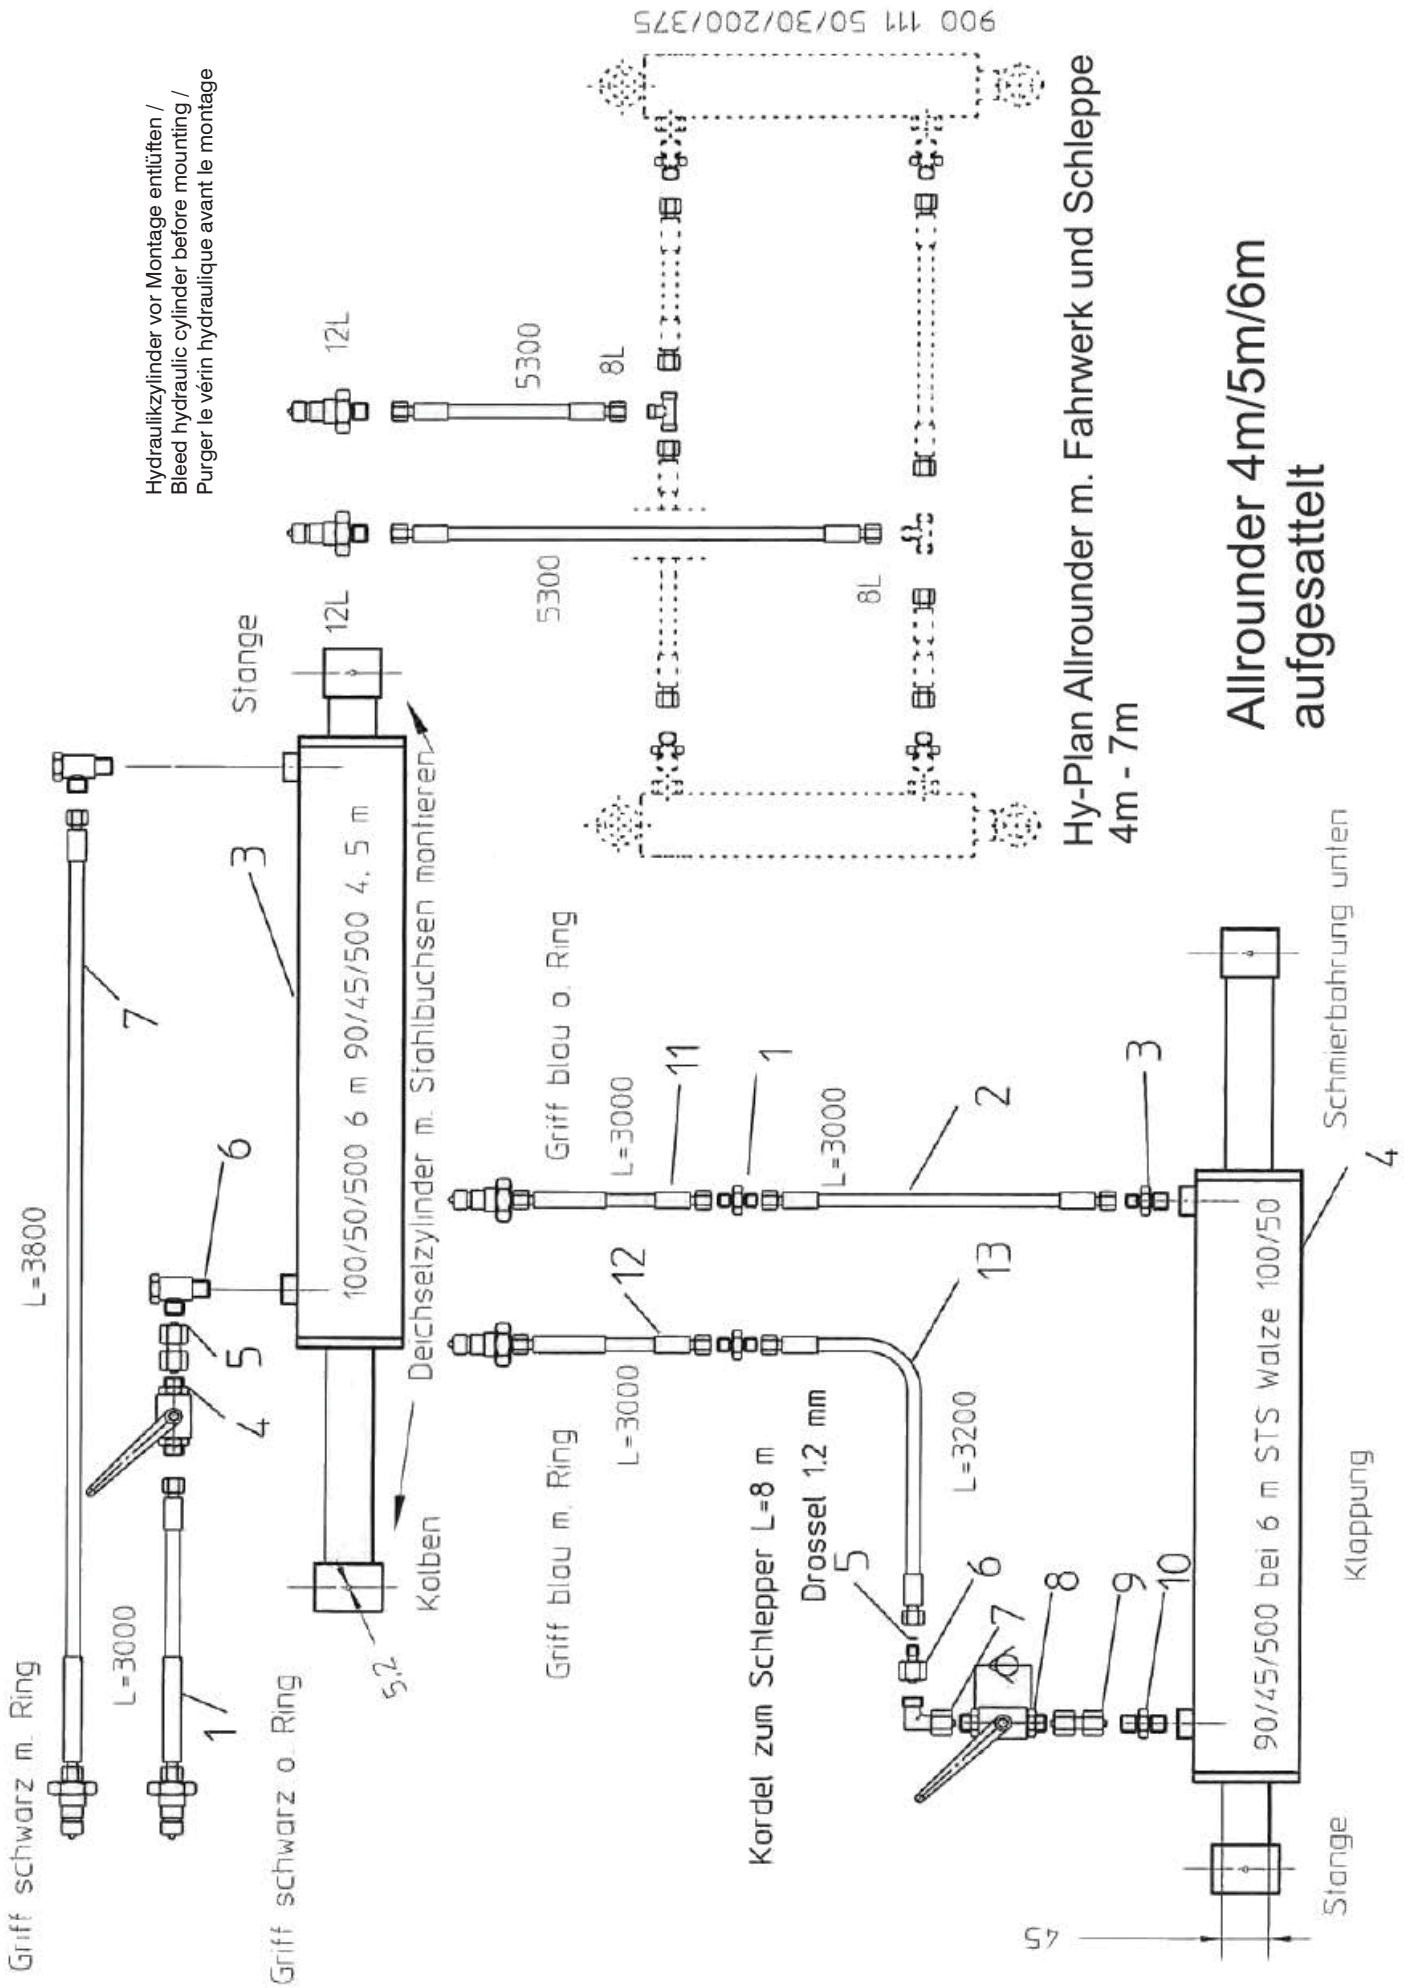 Griff schwarz m. Ring
L=3800
7
L=3000
1
4
5
6
Griff schwarz o. Ring
3
Stange
5,2
100/50/500 6 m 90/45/500 4. 5 m
Kolben
Deichselzylinder m. Stahlbuchsen montieren
Hydraulikzylinder vor Montage entlüften /
Bleed hydraulic cylinder before mounting /
Purger le vérin hydraulique avant le montage
12L
12L
5300
5300
8L
8L
900 111 50/30/200/375
Hy-Plan Allrounder m. Fahrwerk und Schleppe
4m - 7m
Allrounder 4m/5m/6m
aufgesattelt
Griff blau m. Ring
L=3000
12
Griff blau o. Ring
L=3000
11
1
L=3000
2
3
13
L=3200
Kordel zum Schlepper L=8 m
Drossel 1.2 mm
5
6
7
8
9
10
90/45/500 bei 6 m STS Walze 100/50
45
Stange
Klappung
Schmierbohrung unten
4